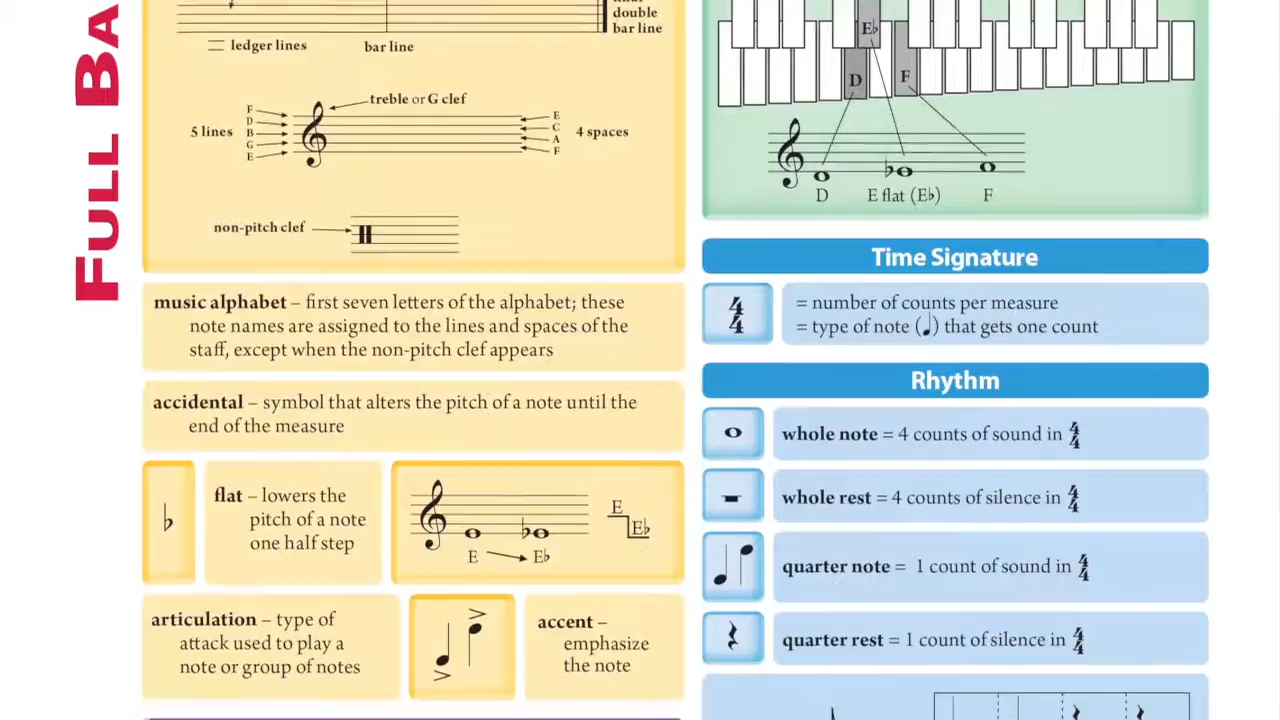 FULL BA
double
bar line
ledger lines
bar line
treble or G clef
5 lines
F
D
B
G
E
E
C
A
F
4 spaces
non-pitch clef
music alphabet – first seven letters of the alphabet; these
note names are assigned to the lines and spaces of the
staff, except when the non-pitch clef appears
accidental – symbol that alters the pitch of a note until the
end of the measure
♭
flat – lowers the
pitch of a note
one half step
E
E♭
E
E♭
articulation – type of
attack used to play a
note or group of notes
accent –
emphasize
the note
E♭
D
F
D
E flat (E♭)
F
Time Signature
4
4
= number of counts per measure
= type of note (♩) that gets one count
Rhythm
whole note = 4 counts of sound in 4/4
whole rest = 4 counts of silence in 4/4
quarter note = 1 count of sound in 4/4
quarter rest = 1 count of silence in 4/4